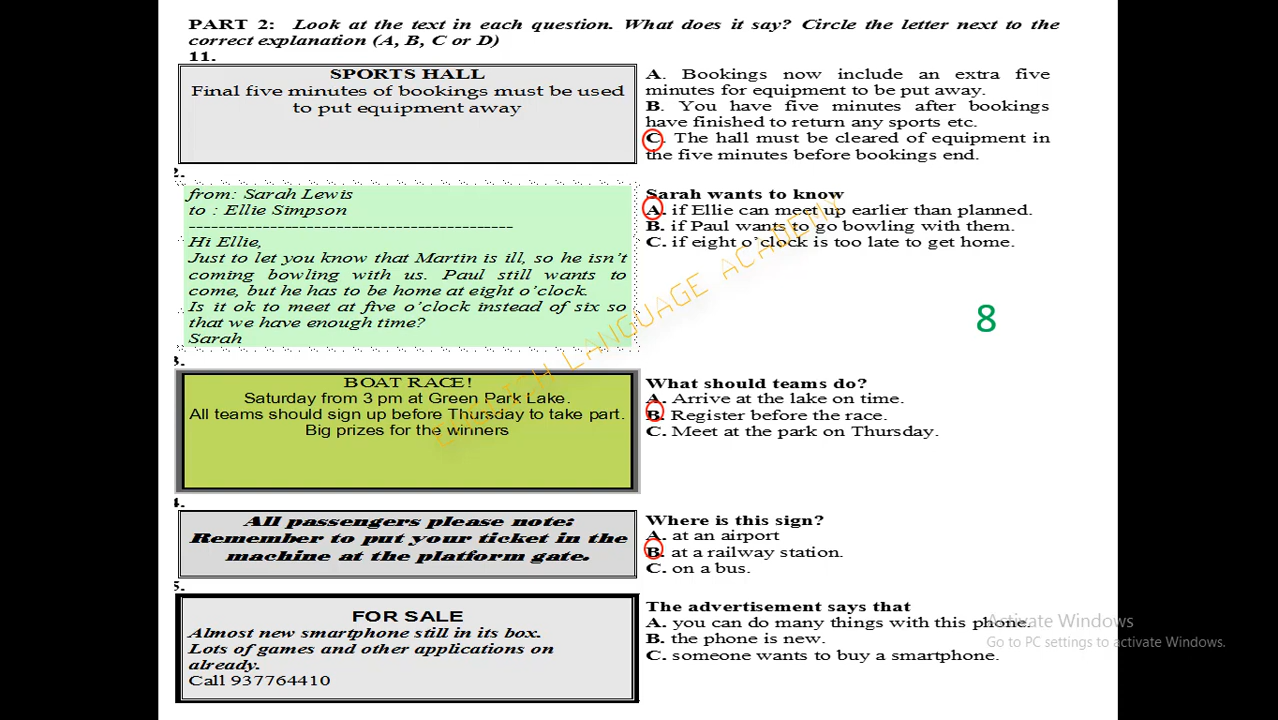 PART 2: Look at the text in each question. What does it say? Circle the letter next to the
correct explanation (A, B, C or D)
11.
SPORTS HALL
Final five minutes of bookings must be used
to put equipment away
A. Bookings now include an extra five
minutes for equipment to be put away.
B. You have five minutes after bookings
have finished to return any sports etc.
C. The hall must be cleared of equipment in
the five minutes before bookings end.
2.
from: Sarah Lewis
to : Ellie Simpson
--------------------------------------------
Hi Ellie,
Just to let you know that Martin is ill, so he isn't
coming bowling with us. Paul still wants to
come, but he has to be home at eight o'clock.
Is it ok to meet at five o'clock instead of six so
that we have enough time?
Sarah
Sarah wants to know
A. if Ellie can meet up earlier than planned.
B. if Paul wants to go bowling with them.
C. if eight o'clock is too late to get home.
8
3.
BOAT RACE!
Saturday from 3 pm at Green Park Lake.
All teams should sign up before Thursday to take part.
Big prizes for the winners
What should teams do?
A. Arrive at the lake on time.
B. Register before the race.
C. Meet at the park on Thursday.
4.
All passengers please note:
Remember to put your ticket in the
machine at the platform gate.
Where is this sign?
A. at an airport
B. at a railway station.
C. on a bus.
5.
FOR SALE
Almost new smartphone still in its box.
Lots of games and other applications on
already.
Call 937764410
The advertisement says that
A. you can do many things with this phone.
B. the phone is new.
C. someone wants to buy a smartphone.
LANGUAGE ACADEMY
Activate Windows
Go to PC settings to activate Windows.